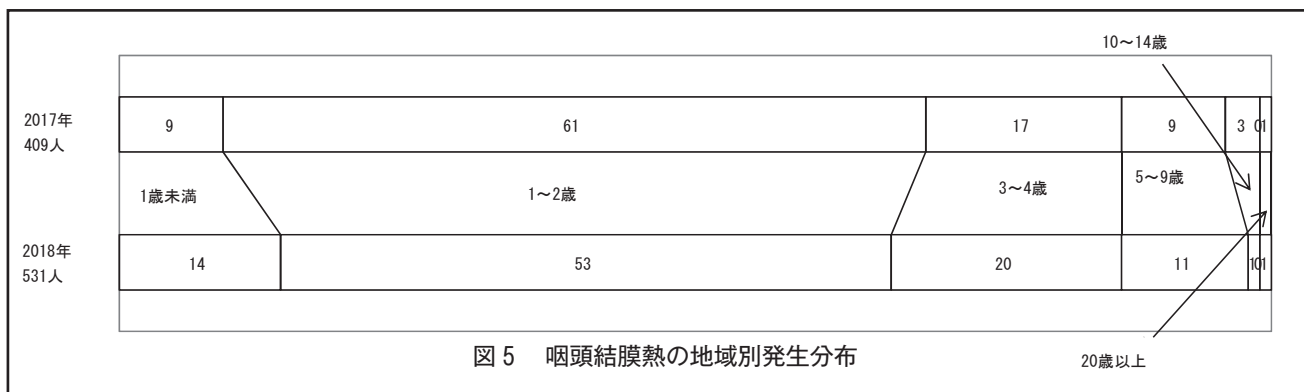 10～14歳
2017年
409人
9 61 17 9 3 0 1
1歳未満 1～2歳 3～4歳 5～9歳
2018年
531人
14 53 20 11 1 0 1
図5 咽頭結膜熱の地域別発生分布
20歳以上